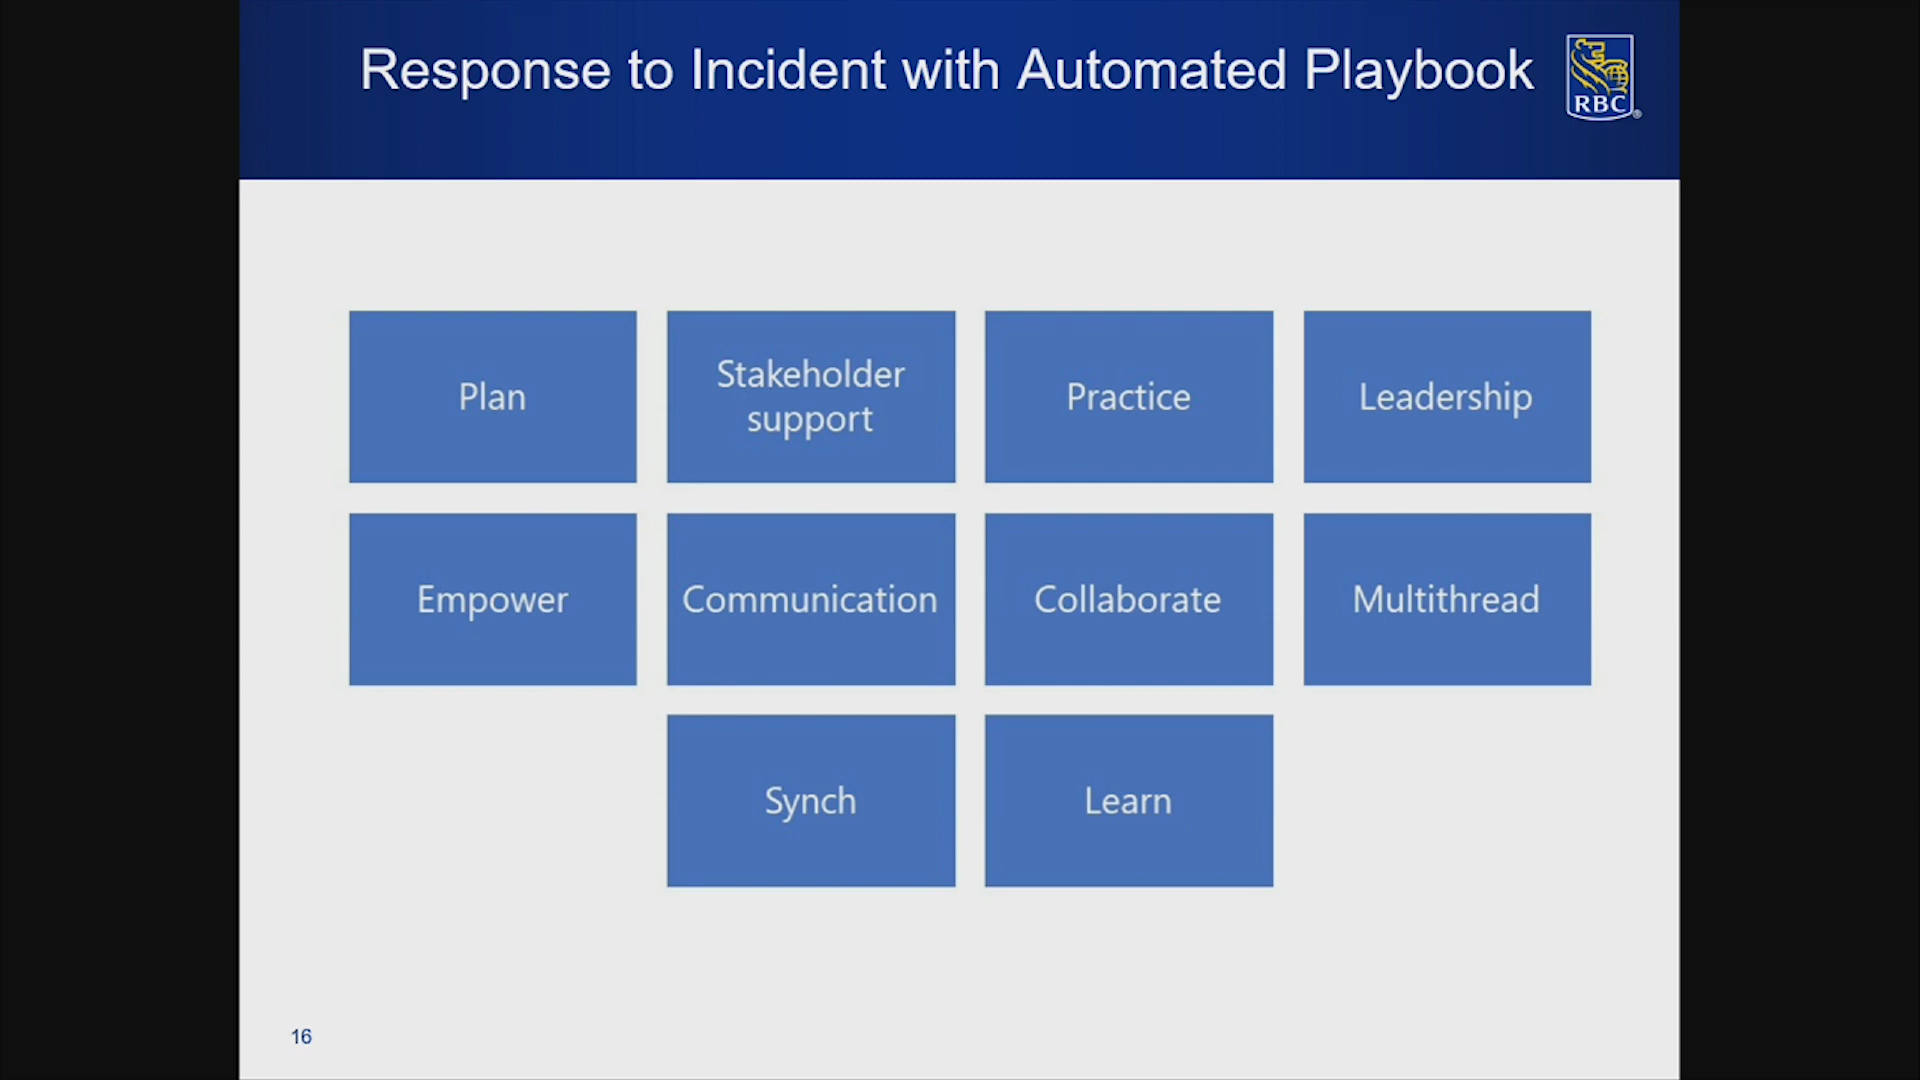 Response to Incident with Automated Playbook
RBC
®
Plan
Stakeholder
support
Practice
Leadership
Empower
Communication
Collaborate
Multithread
Synch
Learn
16